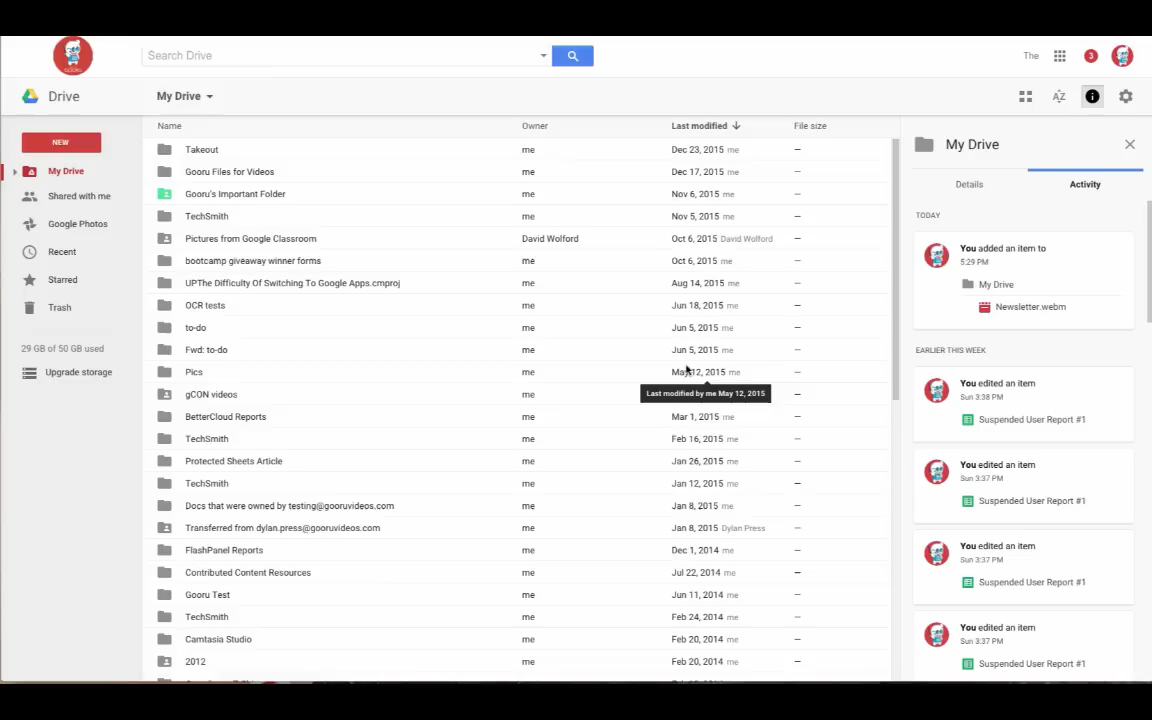 Search Drive
The
3
Drive
My Drive
NEW
My Drive
Shared with me
Google Photos
Recent
Starred
Trash
29 GB of 50 GB used
Upgrade storage
Name Owner Last modified File size
Takeout me Dec 23, 2015 me —
Gooru Files for Videos me Dec 17, 2015 me —
Gooru's Important Folder me Nov 6, 2015 me —
TechSmith me Nov 5, 2015 me —
Pictures from Google Classroom David Wolford Oct 6, 2015 David Wolford —
bootcamp giveaway winner forms me Oct 6, 2015 me —
UPThe Difficulty Of Switching To Google Apps.cmproj me Aug 14, 2015 me —
OCR tests me Jun 18, 2015 me —
to-do me Jun 5, 2015 me —
Fwd: to-do me Jun 5, 2015 me —
Pics me May 12, 2015 me —
gCON videos me —
Last modified by me May 12, 2015
BetterCloud Reports me Mar 1, 2015 me —
TechSmith me Feb 16, 2015 me —
Protected Sheets Article me Jan 26, 2015 me —
TechSmith me Jan 12, 2015 me —
Docs that were owned by testing@gooruvideos.com me Jan 8, 2015 me —
Transferred from dylan.press@gooruvideos.com me Jan 8, 2015 Dylan Press —
FlashPanel Reports me Dec 1, 2014 me —
Contributed Content Resources me Jul 22, 2014 me —
Gooru Test me Jun 11, 2014 me —
TechSmith me Feb 24, 2014 me —
Camtasia Studio me Feb 20, 2014 me —
2012 me Feb 20, 2014 me —
My Drive
Details Activity
TODAY
You added an item to
5:29 PM
My Drive
Newsletter.webm
EARLIER THIS WEEK
You edited an item
Sun 3:38 PM
Suspended User Report #1
You edited an item
Sun 3:37 PM
Suspended User Report #1
You edited an item
Sun 3:37 PM
Suspended User Report #1
You edited an item
Sun 3:37 PM
Suspended User Report #1